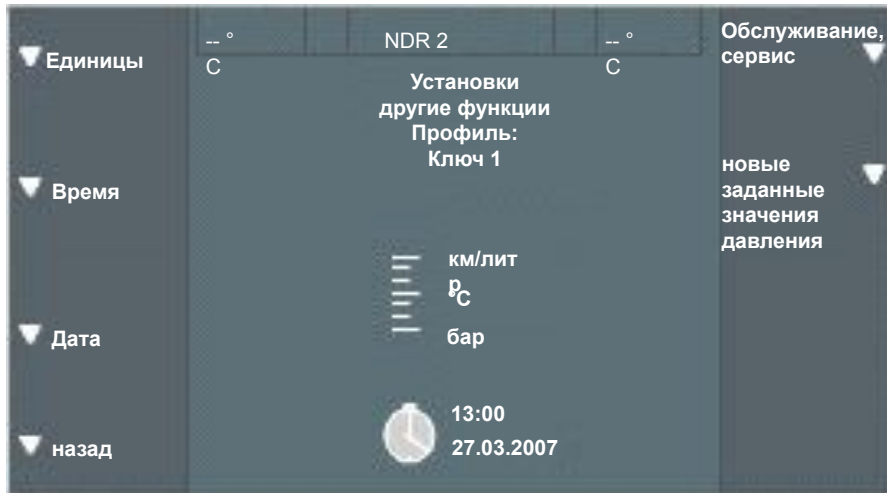 Единицы
Время
Дата
назад
-- °
C
NDR 2
-- °
C
Установки
другие функции
Профиль:
Ключ 1
км/лит
р
°C
бар
13:00
27.03.2007
Обслуживание,
сервис
новые
заданные
значения
давления